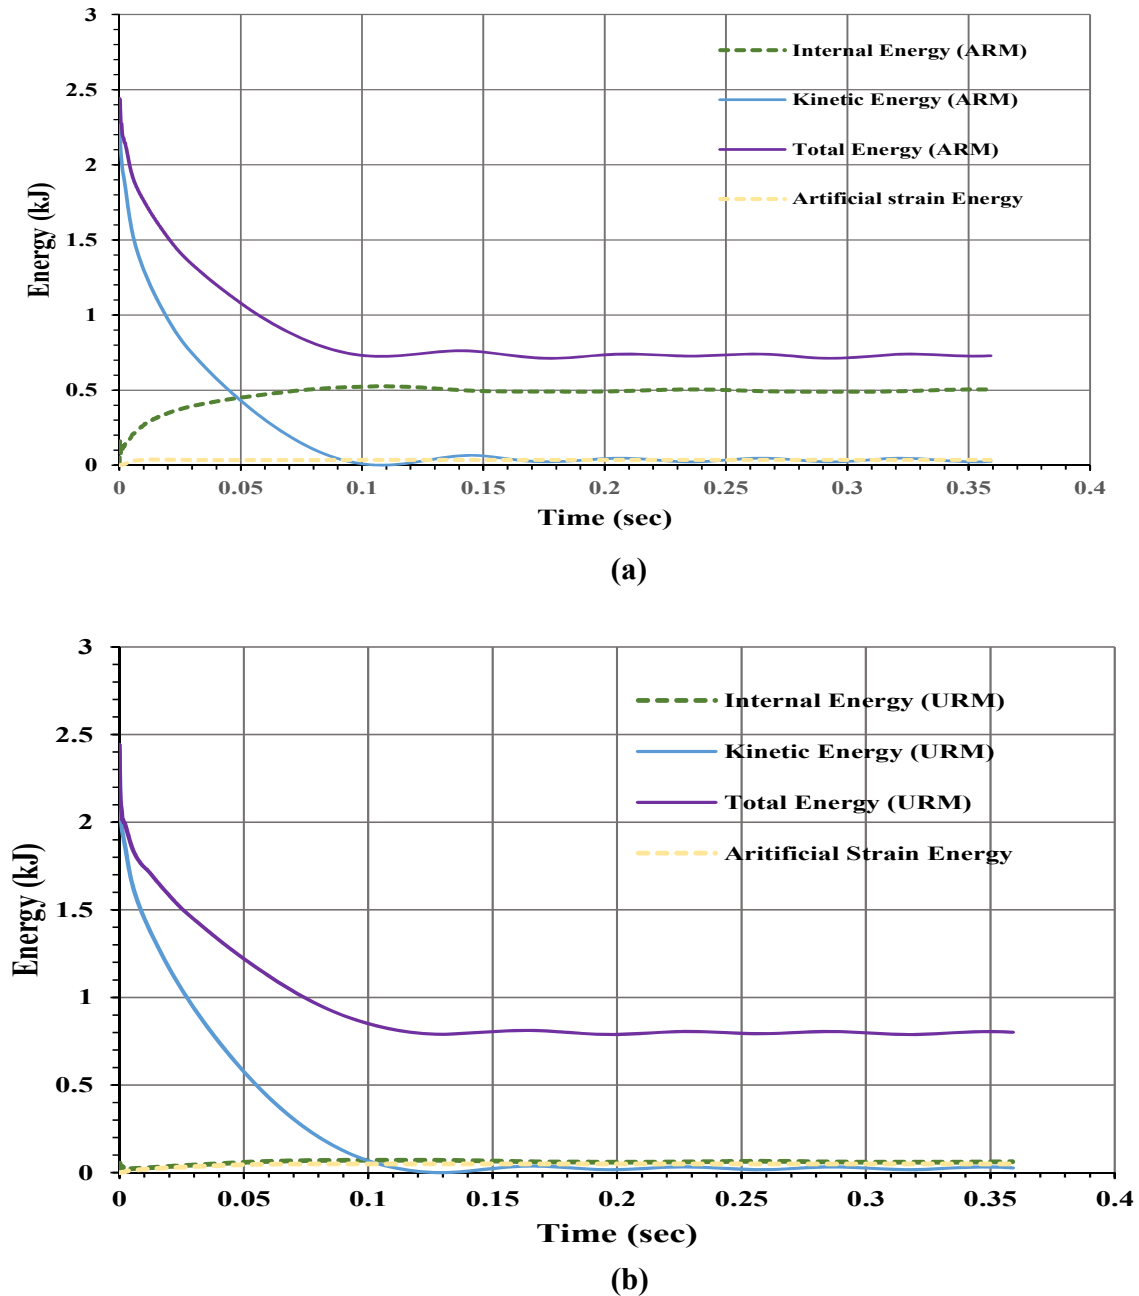 3
Internal Energy (ARM)
2.5
Kinetic Energy (ARM)
2
Total Energy (ARM)
Artificial strain Energy
1.5
1
0.5
0
Energy (kJ)
0 0.05 0.1 0.15 0.2 0.25 0.3 0.35 0.4
Time (sec)
(a)
3
Internal Energy (URM)
2.5
Kinetic Energy (URM)
Total Energy (URM)
2
Aritificial Strain Energy
1.5
1
0.5
0
Energy (kJ)
0 0.05 0.1 0.15 0.2 0.25 0.3 0.35 0.4
Time (sec)
(b)